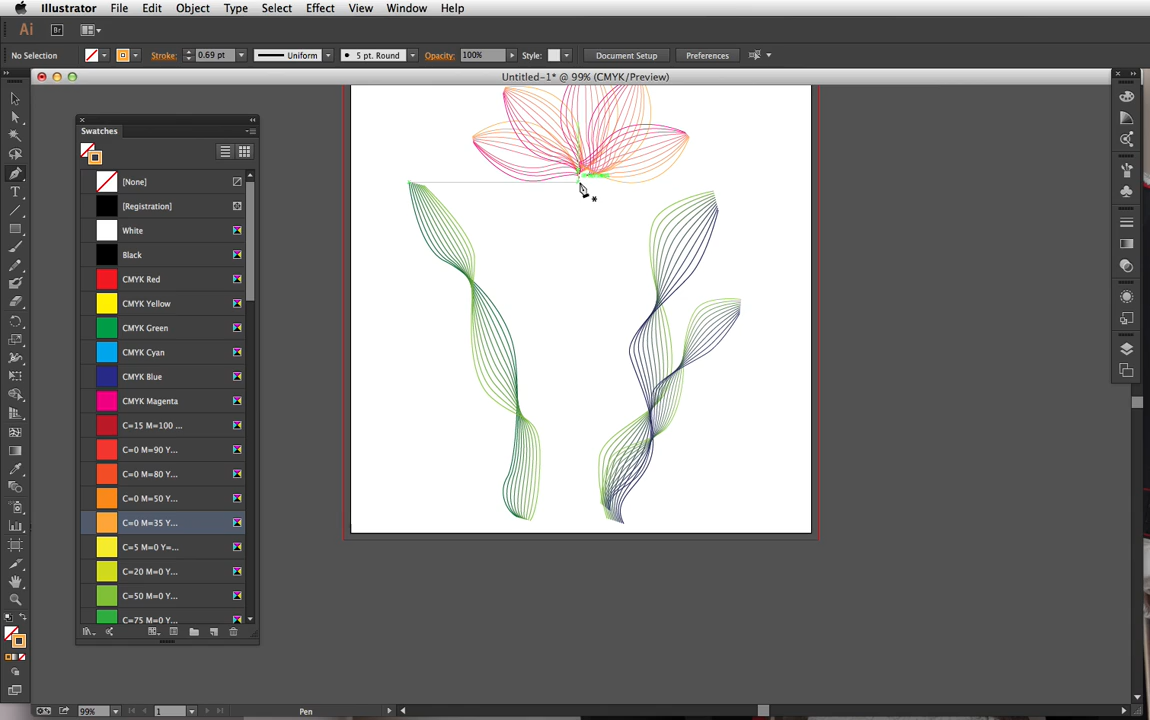 Illustrator File Edit Object Type Select Effect View Window Help
Ai Br
No Selection Stroke: 0.69 pt Uniform 5 pt. Round Opacity: 100% Style: Document Setup Preferences
Untitled-1* @ 99% (CMYK/Preview)
Swatches
[None]
[Registration]
White
Black
CMYK Red
CMYK Yellow
CMYK Green
CMYK Cyan
CMYK Blue
CMYK Magenta
C=15 M=100 ...
C=0 M=90 Y...
C=0 M=80 Y...
C=0 M=50 Y...
C=0 M=35 Y...
C=5 M=0 Y=...
C=20 M=0 Y...
C=50 M=0 Y...
C=75 M=0 Y...
99% 1 Pen